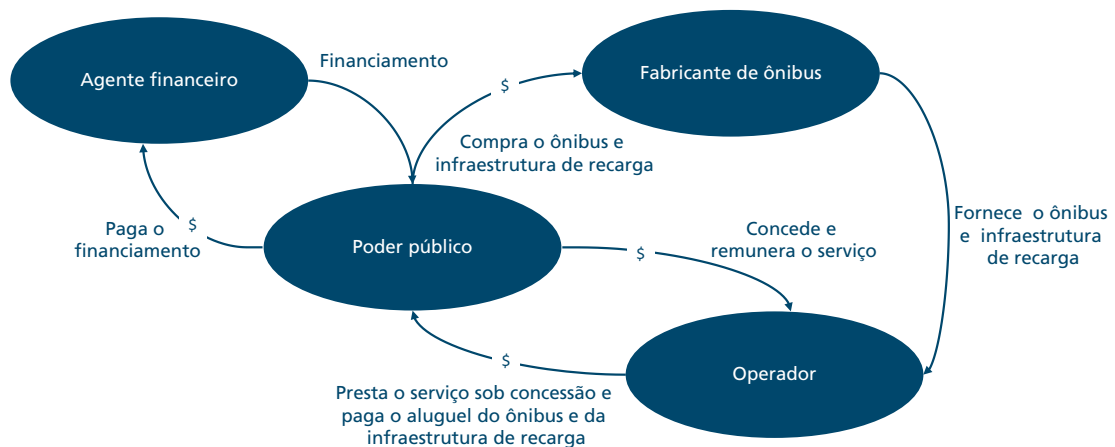 Agente financeiro
Financiamento
Fabricante de ônibus
$
Compra o ônibus e
infraestrutura de recarga
Paga o
financiamento
$
Poder público
Concede e
remunera o serviço
$
Fornece o ônibus
e infraestrutura
de recarga
$
Operador
Presta o serviço sob concessão e
paga o aluguel do ônibus e da
infraestrutura de recarga